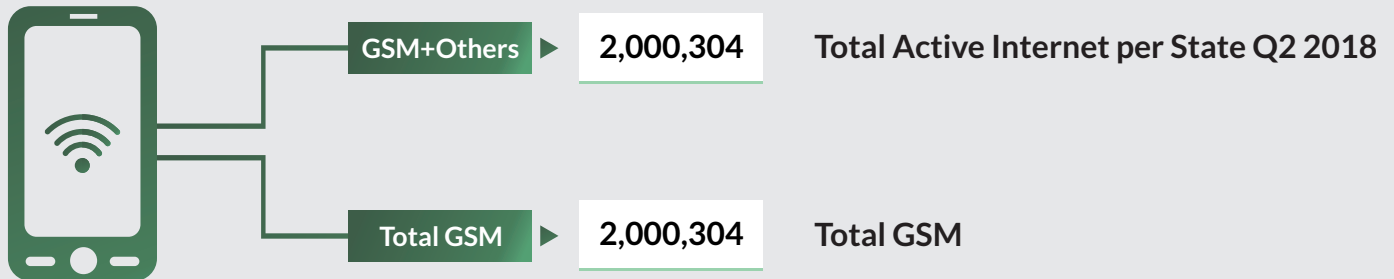 GSM+Others 2,000,304 Total Active Internet per State Q2 2018
Total GSM 2,000,304 Total GSM